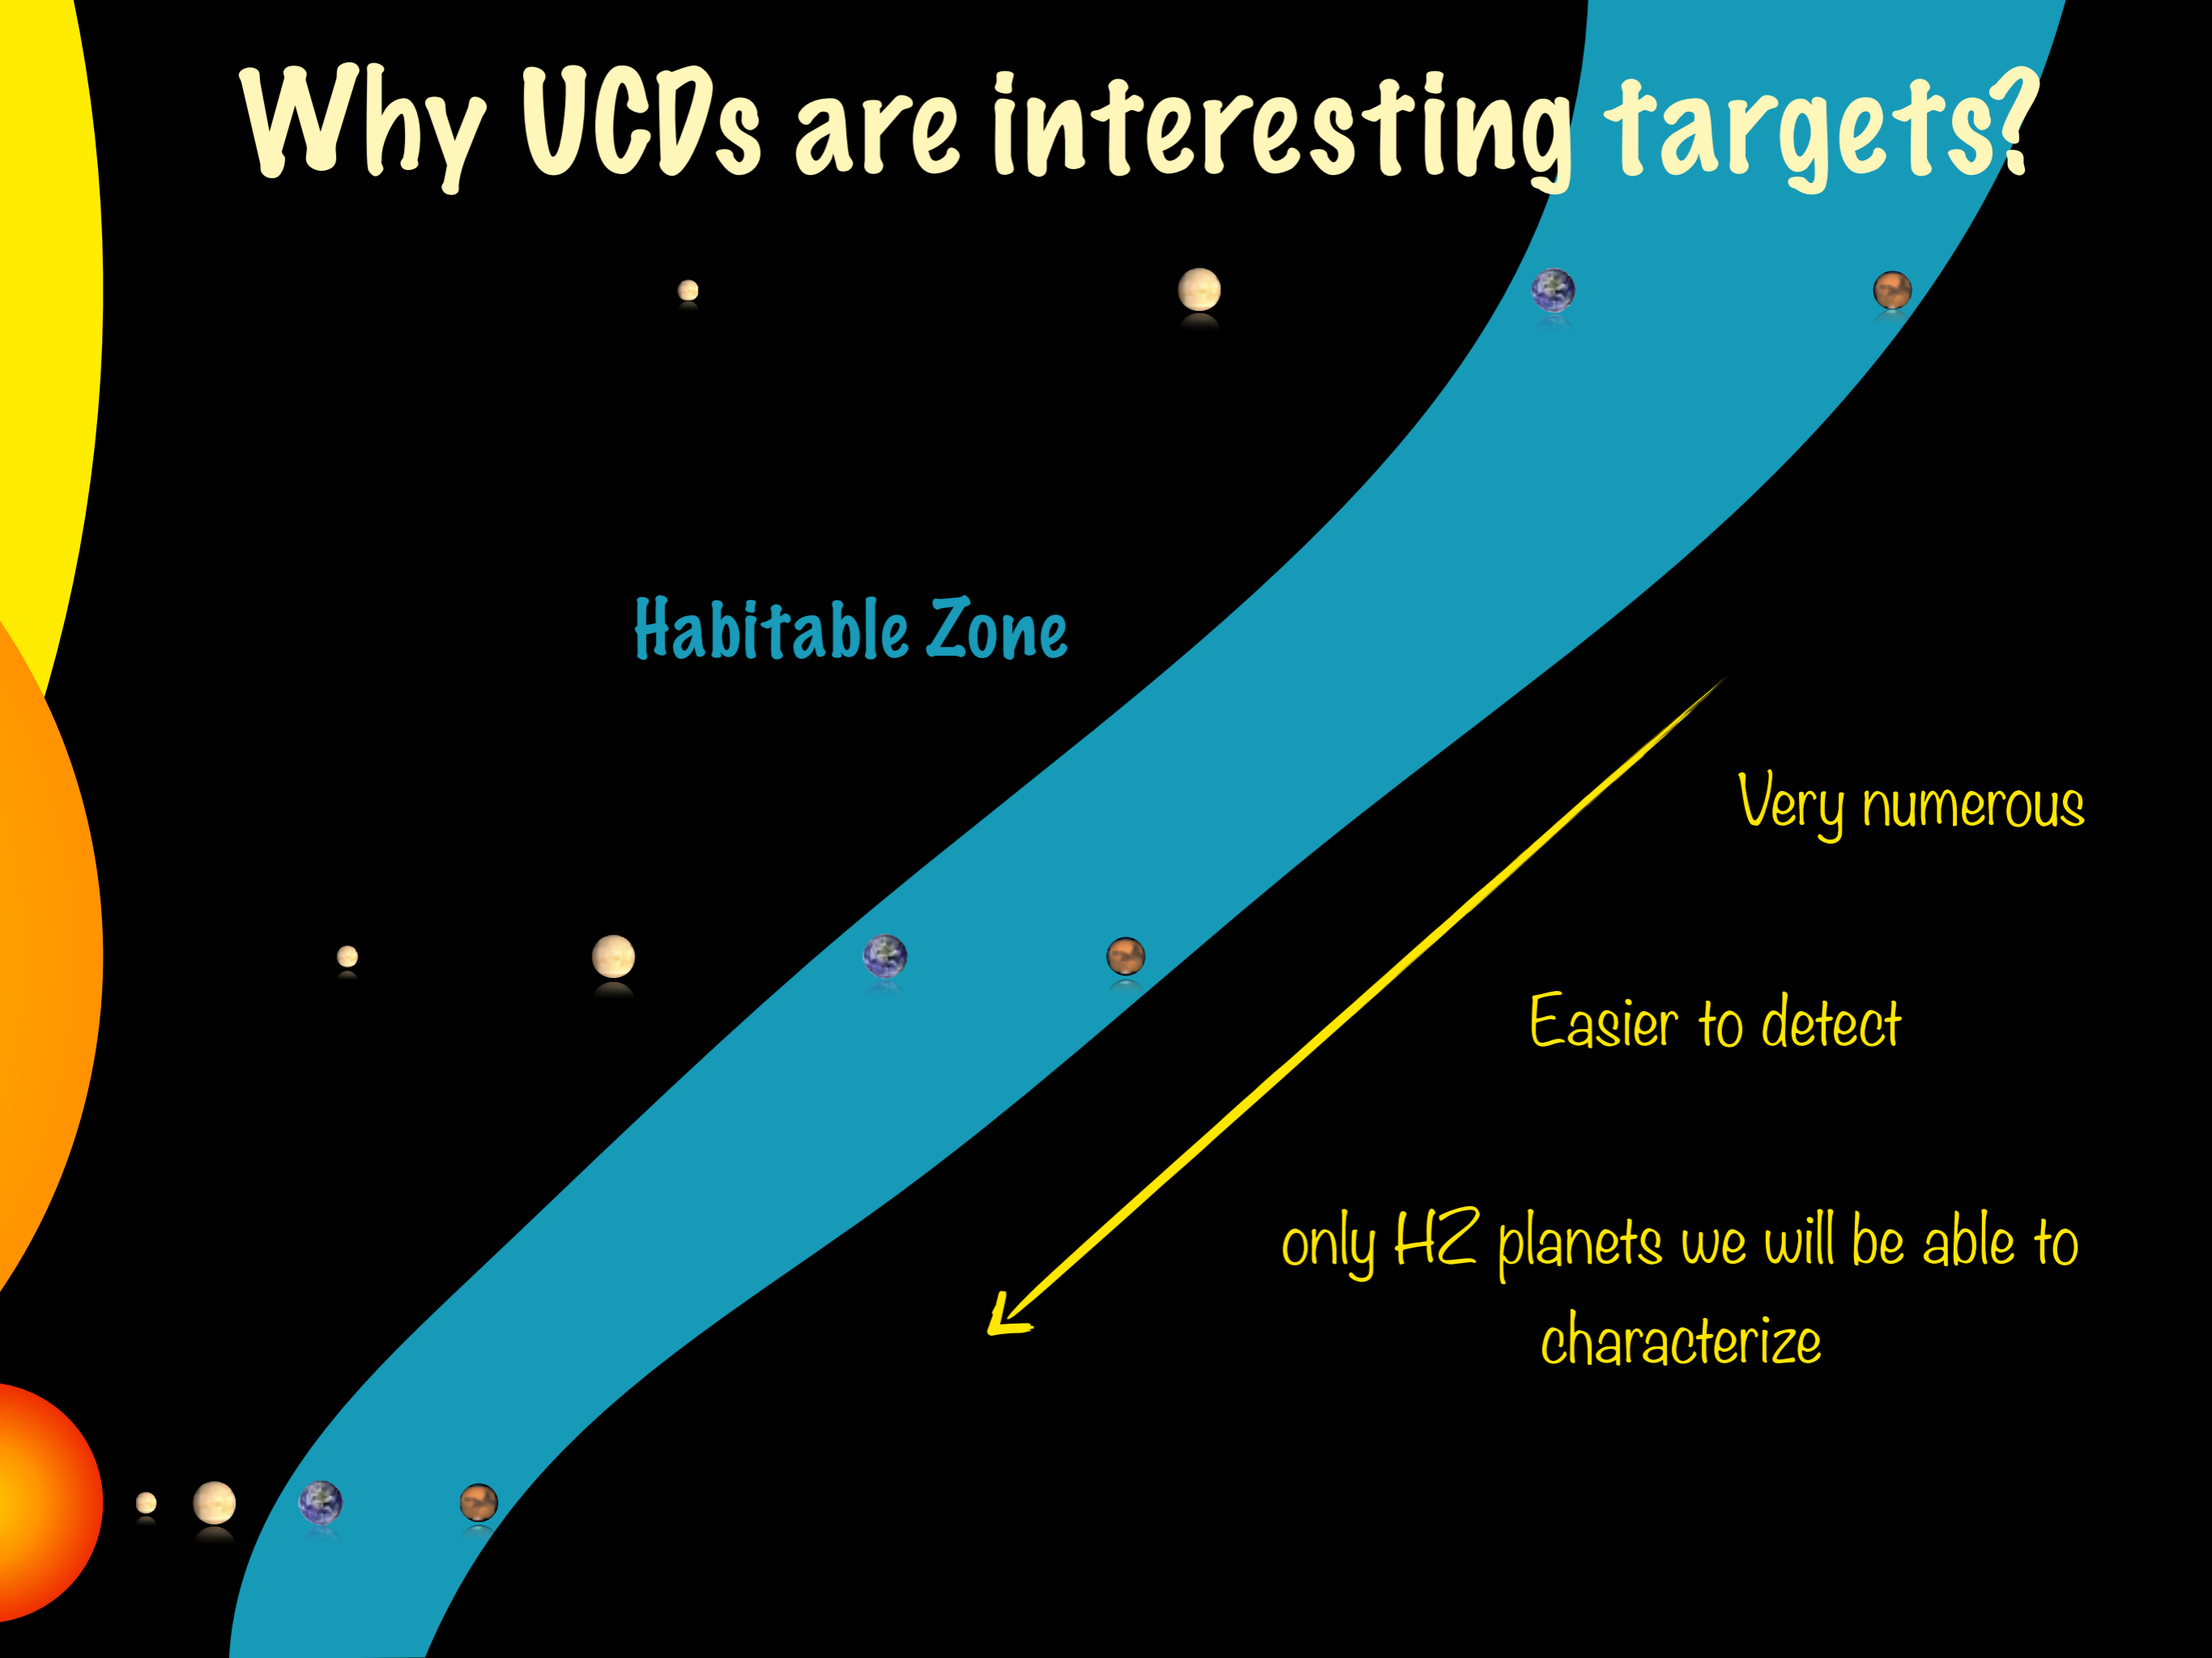 Why UCDs are interesting targets?
Habitable Zone
Very numerous
Easier to detect
only HZ planets we will be able to
characterize